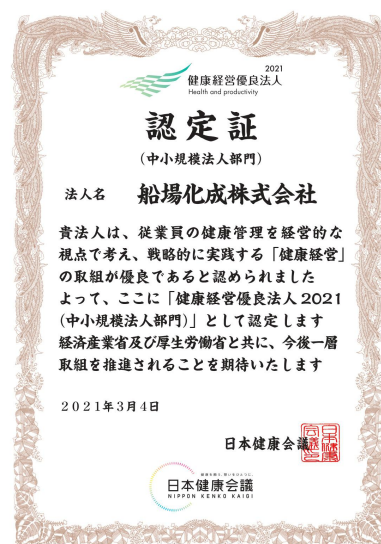 2021
健康経営優良法人
Health and productivity
認定証
(中小規模法人部門)
法人名 船場化成株式会社
貴法人は、従業員の健康管理を経営的な
視点で考え、戦略的に実践する「健康経営」
の取組が優良であると認められました
よって、ここに「健康経営優良法人2021
(中小規模法人部門)」として認定します
経済産業省及び厚生労働省と共に、今後一層
取組を推進されることを期待いたします
2021年3月4日
日本健康会議
日本健康会議
NIPPON KENKO KAIGI